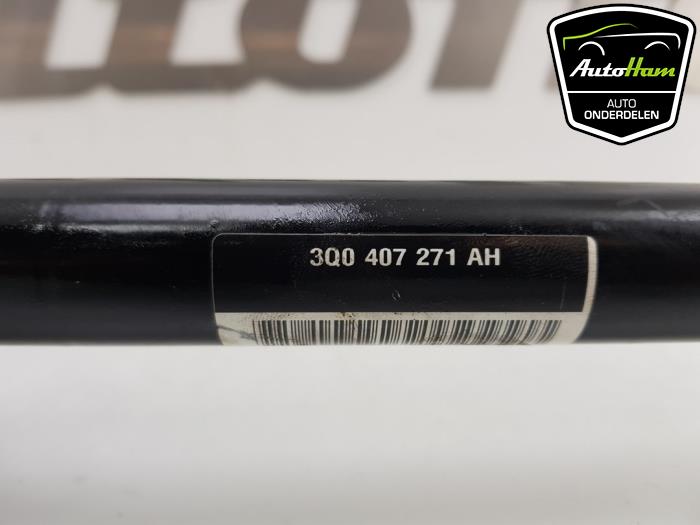 AutoHam
AUTO
ONDERDELEN
3Q0 407 271 AH